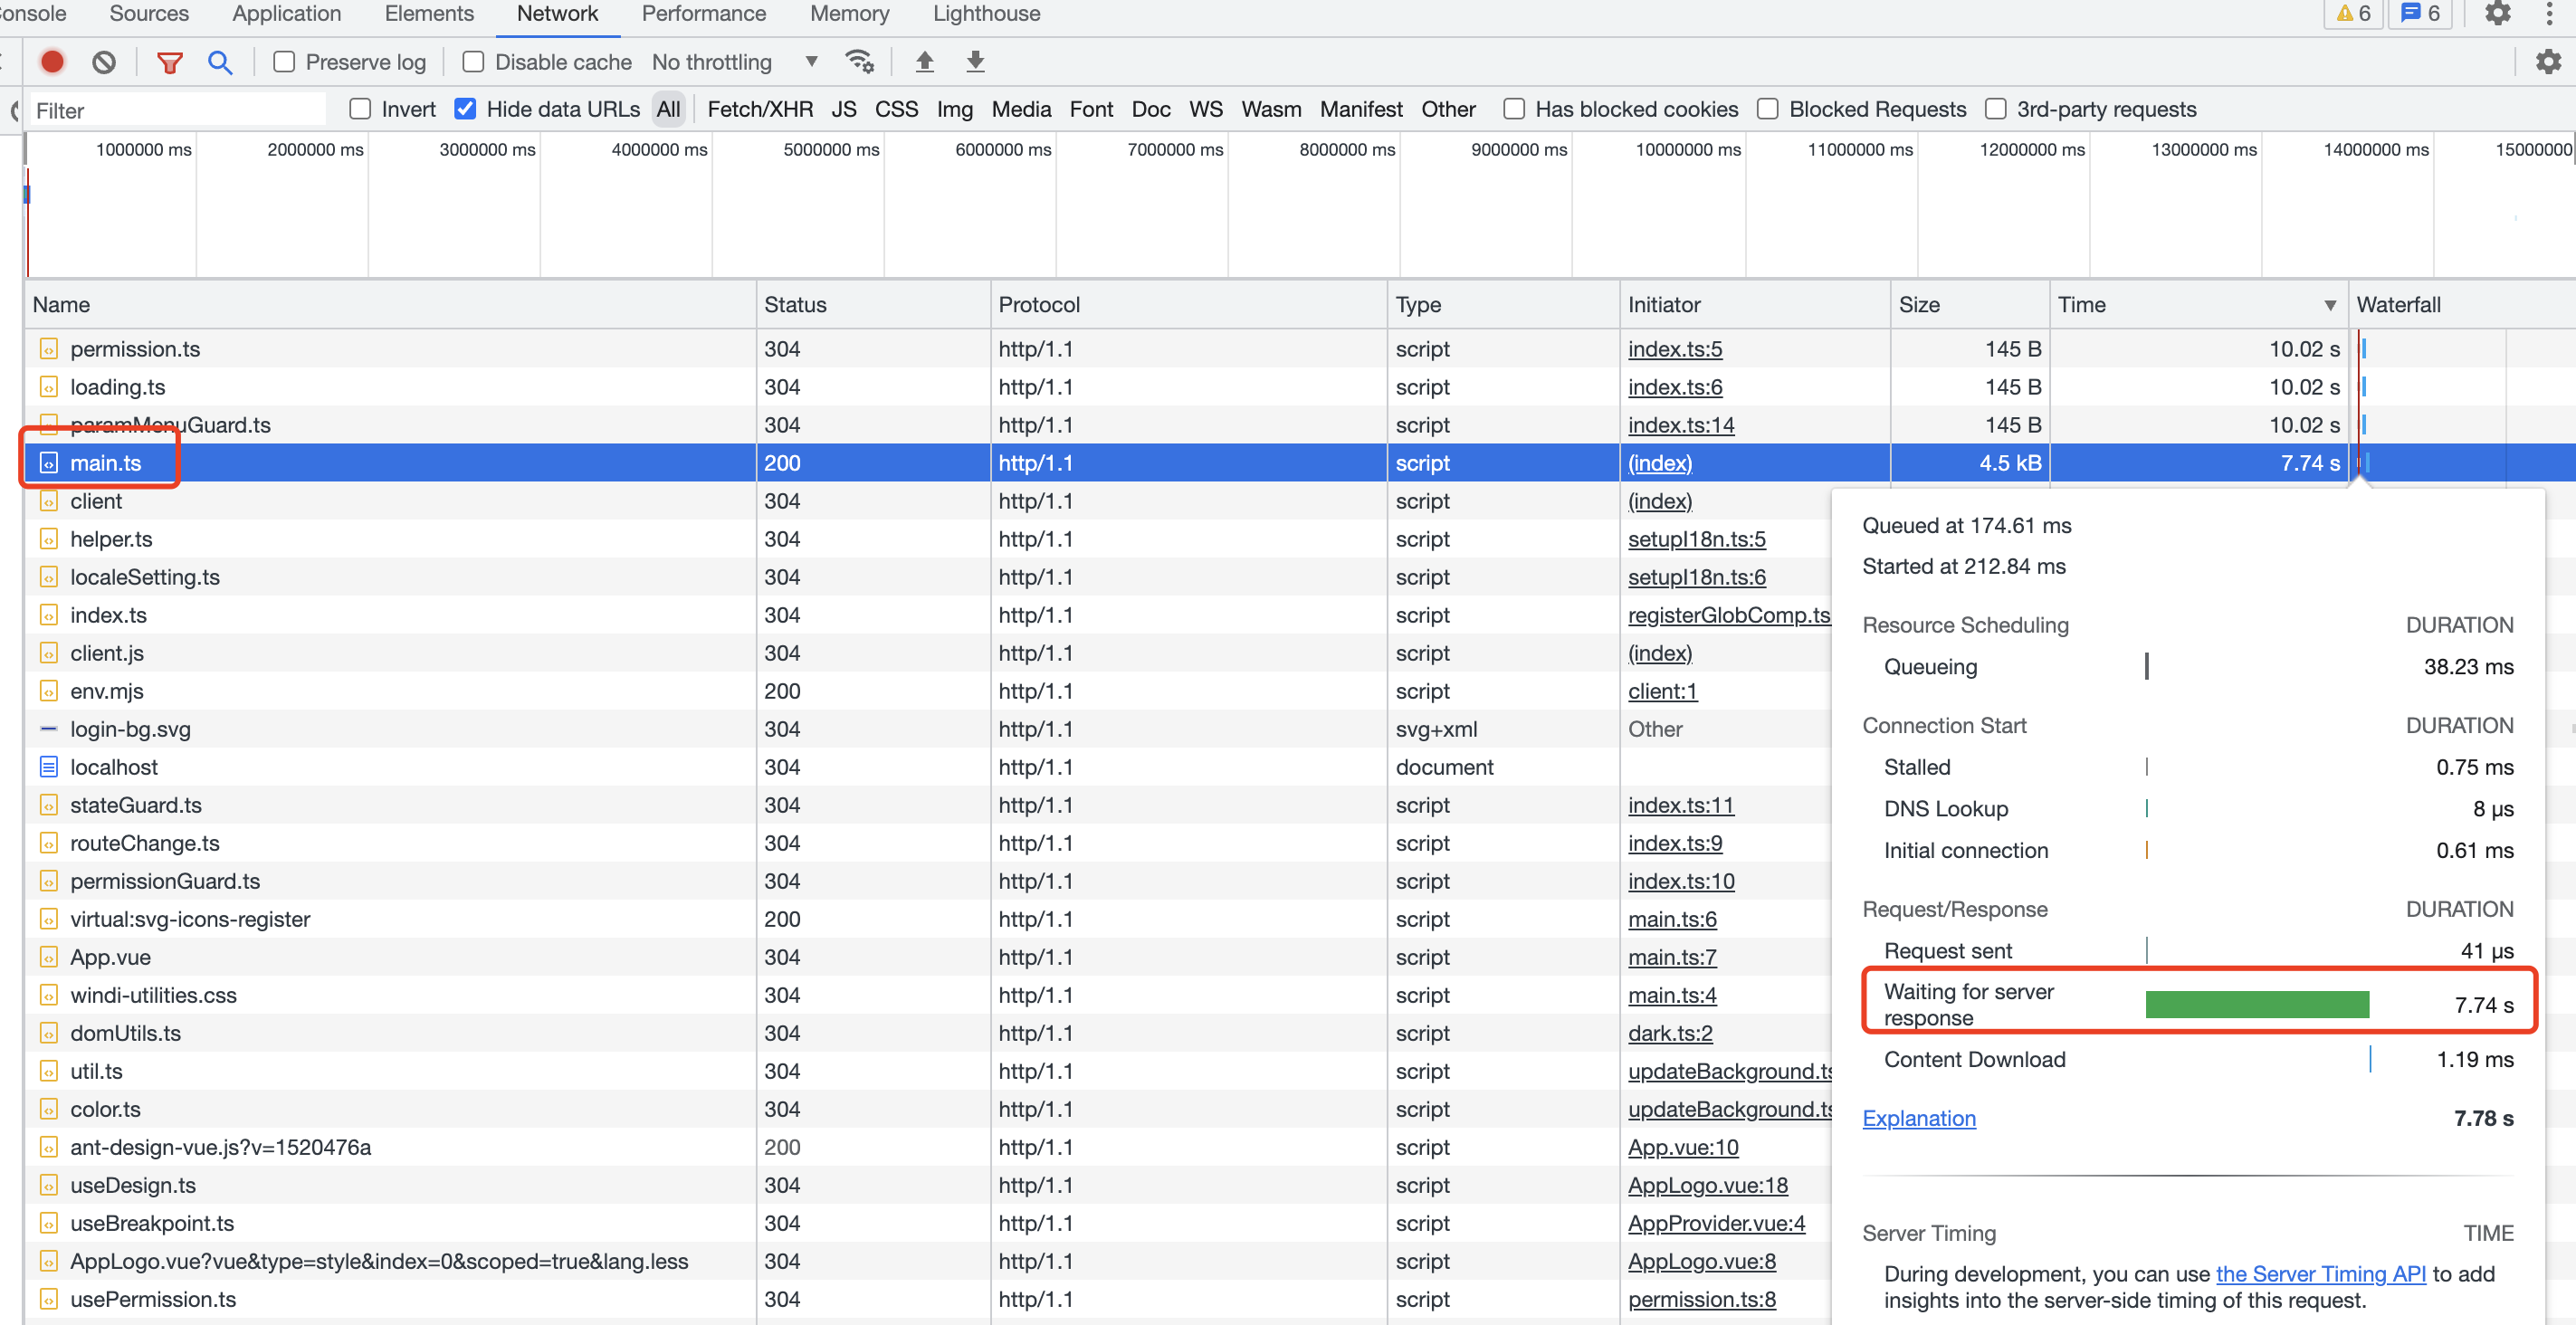 onsole Sources Application Elements Network Performance Memory Lighthouse 6 6
Preserve log Disable cache No throttling
Filter Invert Hide data URLs All Fetch/XHR JS CSS Img Media Font Doc WS Wasm Manifest Other Has blocked cookies Blocked Requests 3rd-party requests
1000000 ms 2000000 ms 3000000 ms 4000000 ms 5000000 ms 6000000 ms 7000000 ms 8000000 ms 9000000 ms 10000000 ms 11000000 ms 12000000 ms 13000000 ms 14000000 ms 15000000
Name Status Protocol Type Initiator Size Time Waterfall
permission.ts 304 http/1.1 script index.ts:5 145 B 10.02 s
loading.ts 304 http/1.1 script index.ts:6 145 B 10.02 s
paramMenuGuard.ts 304 http/1.1 script index.ts:14 145 B 10.02 s
main.ts 200 http/1.1 script (index) 4.5 kB 7.74 s
client 304 http/1.1 script (index)
helper.ts 304 http/1.1 script setupI18n.ts:5
localeSetting.ts 304 http/1.1 script setupI18n.ts:6
index.ts 304 http/1.1 script registerGlobComp.ts
client.js 304 http/1.1 script (index)
env.mjs 200 http/1.1 script client:1
login-bg.svg 304 http/1.1 svg+xml Other
localhost 304 http/1.1 document
stateGuard.ts 304 http/1.1 script index.ts:11
routeChange.ts 304 http/1.1 script index.ts:9
permissionGuard.ts 304 http/1.1 script index.ts:10
virtual:svg-icons-register 200 http/1.1 script main.ts:6
App.vue 304 http/1.1 script main.ts:7
windi-utilities.css 304 http/1.1 script main.ts:4
domUtils.ts 304 http/1.1 script dark.ts:2
util.ts 304 http/1.1 script updateBackground.ts
color.ts 304 http/1.1 script updateBackground.ts
ant-design-vue.js?v=1520476a 200 http/1.1 script App.vue:10
useDesign.ts 304 http/1.1 script AppLogo.vue:18
useBreakpoint.ts 304 http/1.1 script AppProvider.vue:4
AppLogo.vue?vue&type=style&index=0&scoped=true&lang.less 304 http/1.1 script AppLogo.vue:8
usePermission.ts 304 http/1.1 script permission.ts:8
Queued at 174.61 ms
Started at 212.84 ms
Resource Scheduling DURATION
Queueing 38.23 ms
Connection Start DURATION
Stalled 0.75 ms
DNS Lookup 8 µs
Initial connection 0.61 ms
Request/Response DURATION
Request sent 41 µs
Waiting for server
response 7.74 s
Content Download 1.19 ms
Explanation 7.78 s
Server Timing TIME
During development, you can use the Server Timing API to add
insights into the server-side timing of this request.